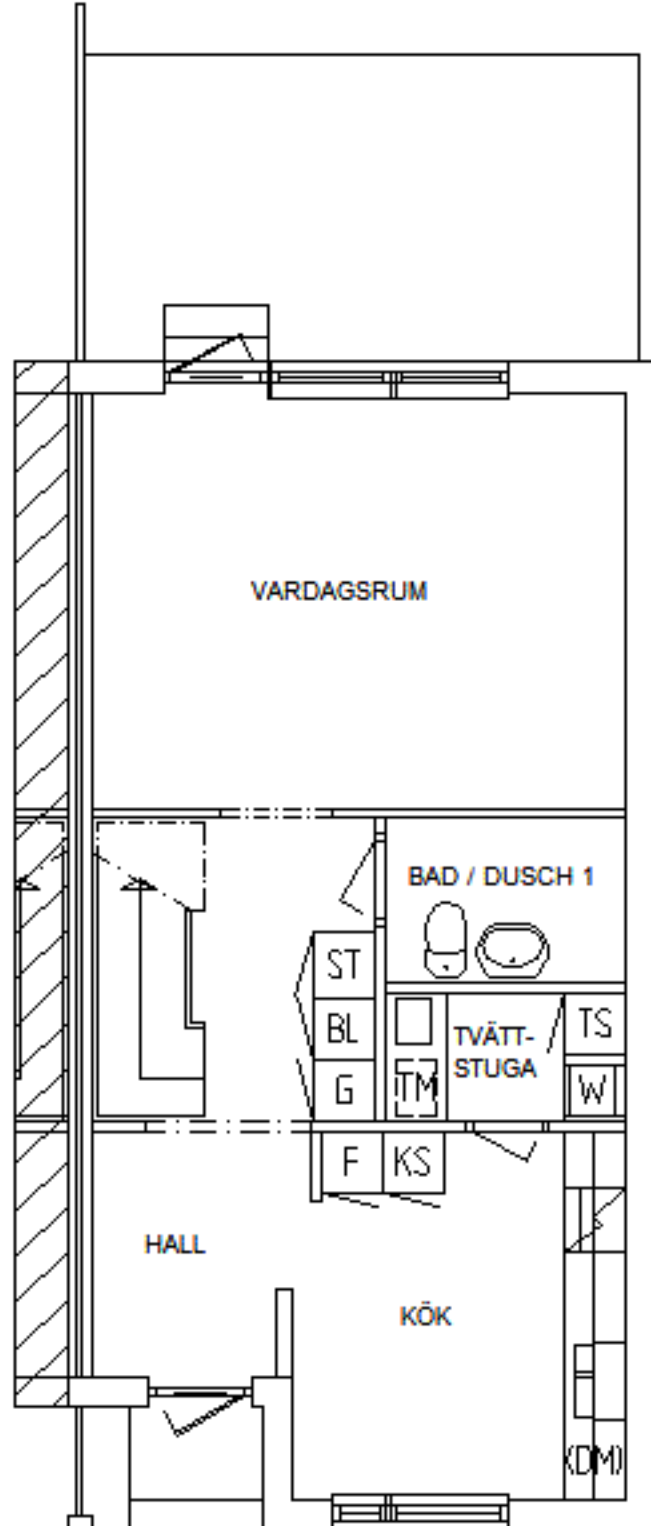 VARDAGSRUM
BAD / DUSCH 1
ST
BL
G
TM
TVÄTT-
STUGA
TS
W
F
KS
HALL
KÖK
(DM)